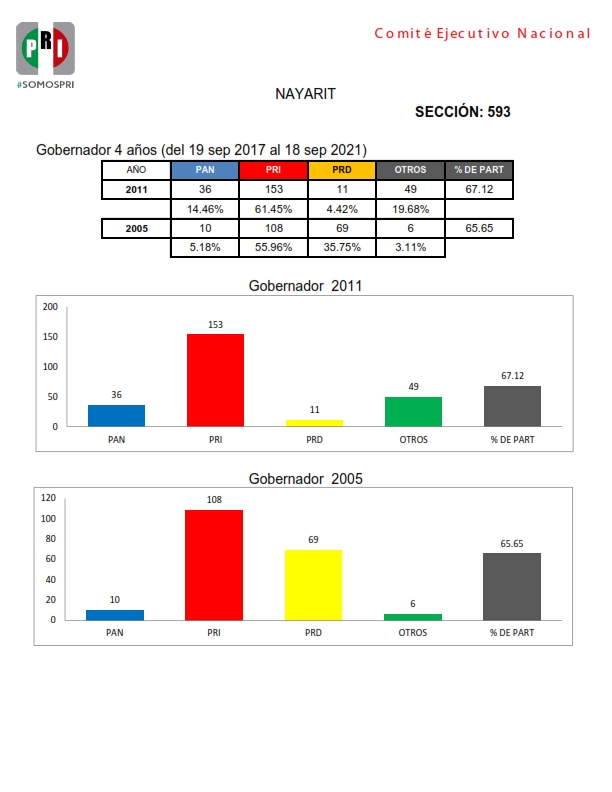 Comité Ejecutivo Nacional
PRI
#SOMOSPRI
NAYARIT
SECCIÓN: 593
Gobernador 4 años (del 19 sep 2017 al 18 sep 2021)
AÑO PAN PRI PRD OTROS % DE PART
2011 36 153 11 49 67.12
14.46% 61.45% 4.42% 19.68%
2005 10 108 69 6 65.65
5.18% 55.96% 35.75% 3.11%
Gobernador 2011
200
150
100
50
0
36 153 11 49 67.12
PAN PRI PRD OTROS % DE PART
Gobernador 2005
120
100
80
60
40
20
0
10 108 69 6 65.65
PAN PRI PRD OTROS % DE PART